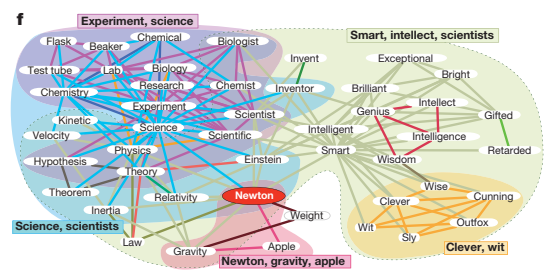 f
Experiment, science
Smart, intellect, scientists
Flask
Beaker
Chemical
Biologist
Invent
Exceptional
Test tube
Lab
Biology
Bright
Chemistry
Research
Chemist
Inventor
Brilliant
Experiment
Genius
Intellect
Kinetic
Scientist
Gifted
Velocity
Science
Scientific
Intelligent
Intelligence
Physics
Smart
Retarded
Hypothesis
Theory
Einstein
Wisdom
Theorem
Relativity
Newton
Wise
Clever
Cunning
Inertia
Weight
Science, scientists
Wit
Outfox
Law
Gravity
Apple
Sly
Clever, wit
Newton, gravity, apple